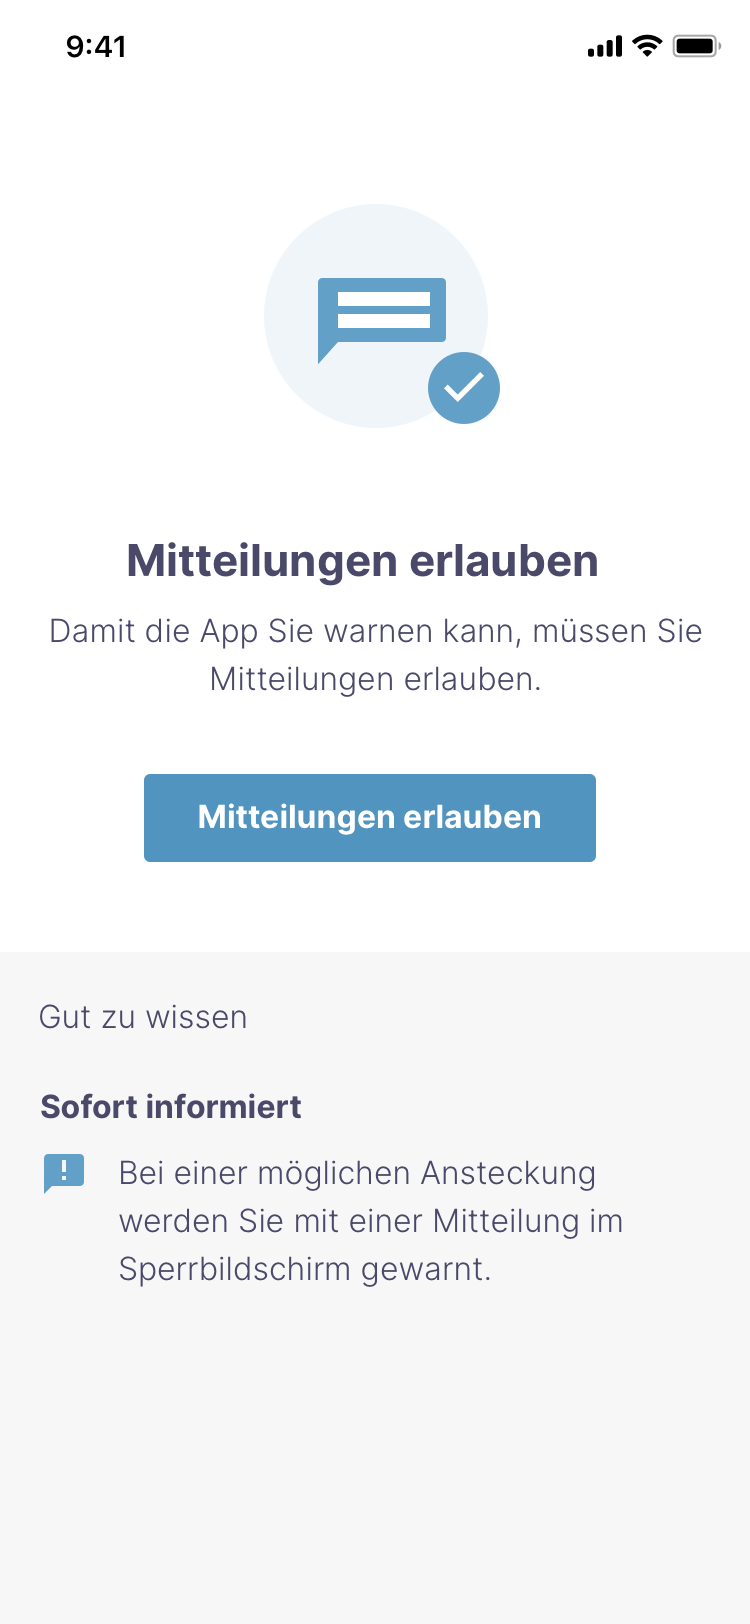 9:41
Mitteilungen erlauben
Damit die App Sie warnen kann, müssen Sie
Mitteilungen erlauben.
Mitteilungen erlauben
Gut zu wissen
Sofort informiert
Bei einer möglichen Ansteckung
werden Sie mit einer Mitteilung im
Sperrbildschirm gewarnt.